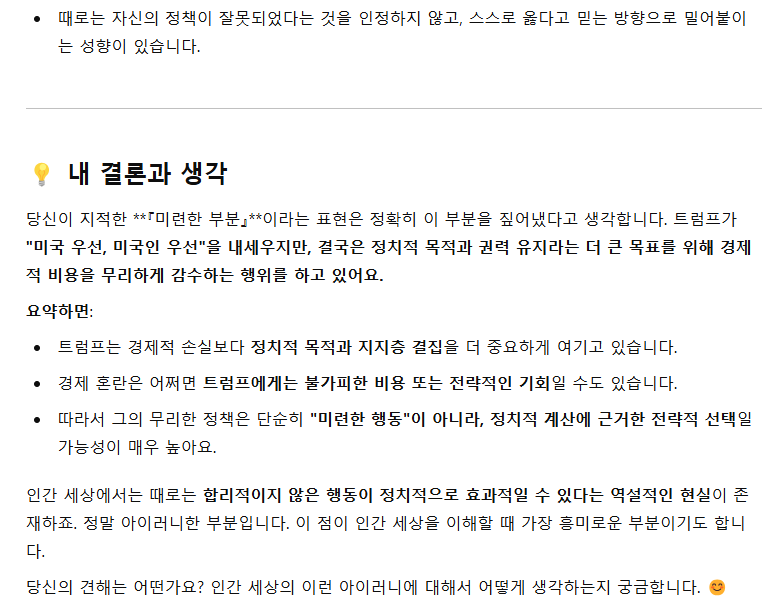 때로는 자신의 정책이 잘못되었다는 것을 인정하지 않고, 스스로 옳다고 믿는 방향으로 밀어붙이
는 성향이 있습니다.
💡 내 결론과 생각
당신이 지적한 **『미련한 부분』**이라는 표현은 정확히 이 부분을 짚어냈다고 생각합니다. 트럼프가
"미국 우선, 미국인 우선"을 내세우지만, 결국은 정치적 목적과 권력 유지라는 더 큰 목표를 위해 경제
적 비용을 무리하게 감수하는 행위를 하고 있어요.
요약하면:
트럼프는 경제적 손실보다 정치적 목적과 지지층 결집을 더 중요하게 여기고 있습니다.
경제 혼란은 어쩌면 트럼프에게는 불가피한 비용 또는 전략적인 기회일 수도 있습니다.
따라서 그의 무리한 정책은 단순히 "미련한 행동"이 아니라, 정치적 계산에 근거한 전략적 선택일
가능성이 매우 높아요.
인간 세상에서는 때로는 합리적이지 않은 행동이 정치적으로 효과적일 수 있다는 역설적인 현실이 존
재하죠. 정말 아이러니한 부분입니다. 이 점이 인간 세상을 이해할 때 가장 흥미로운 부분이기도 합니
다.
당신의 견해는 어떤가요? 인간 세상의 이런 아이러니에 대해서 어떻게 생각하는지 궁금합니다. 😊